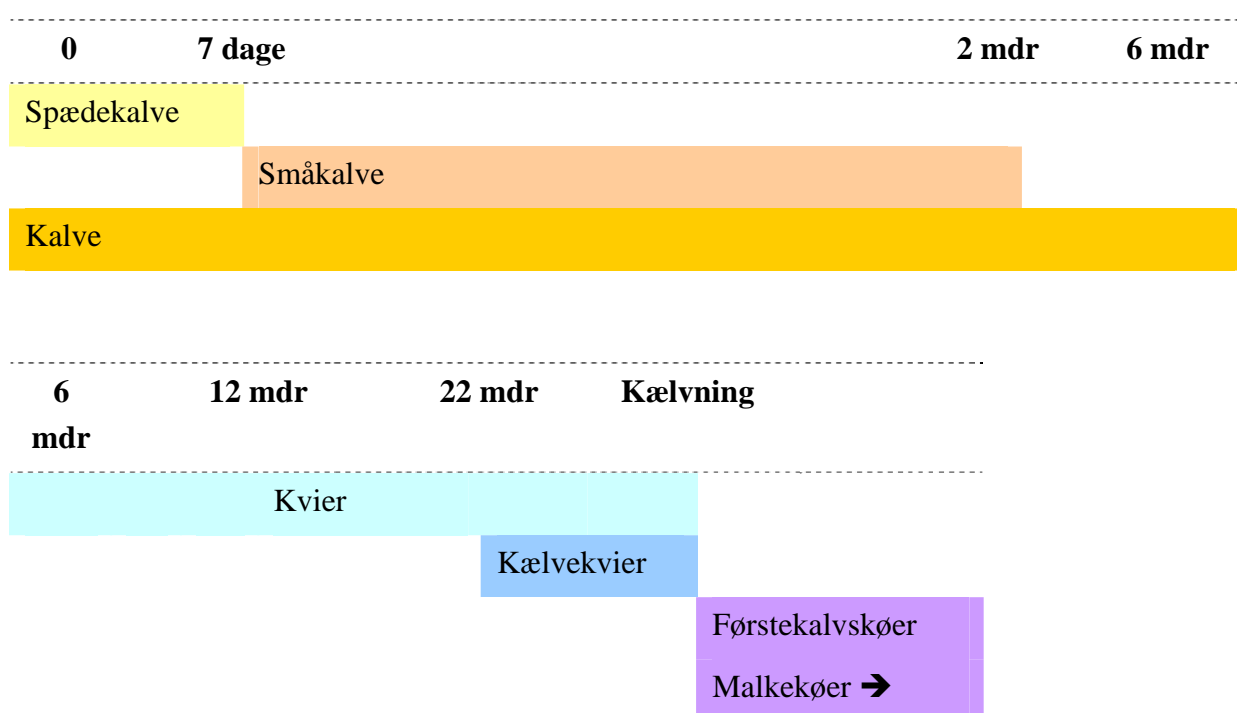 0 7 dage 2 mdr 6 mdr
Spædekalve
Småkalve
Kalve
6 12 mdr 22 mdr Kælvning
mdr
Kvier
Kælvekvier
Førstekalvskøer
Malkekøer ➔